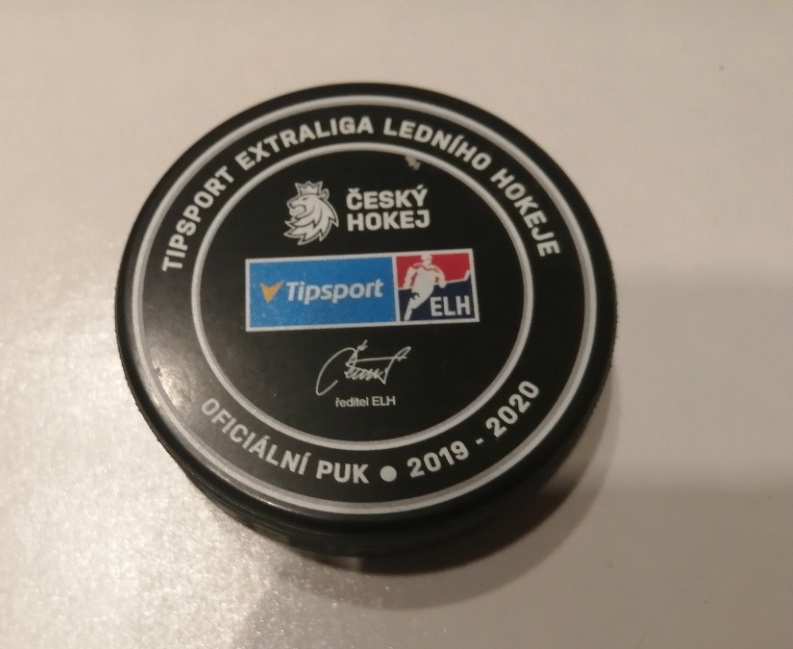 TIPSPORT EXTRALIGA LEDNÍHO HOKEJE
ČESKÝ
HOKEJ
Tipsport
ELH
ředitel ELH
OFICIÁLNÍ PUK ● 2019 - 2020